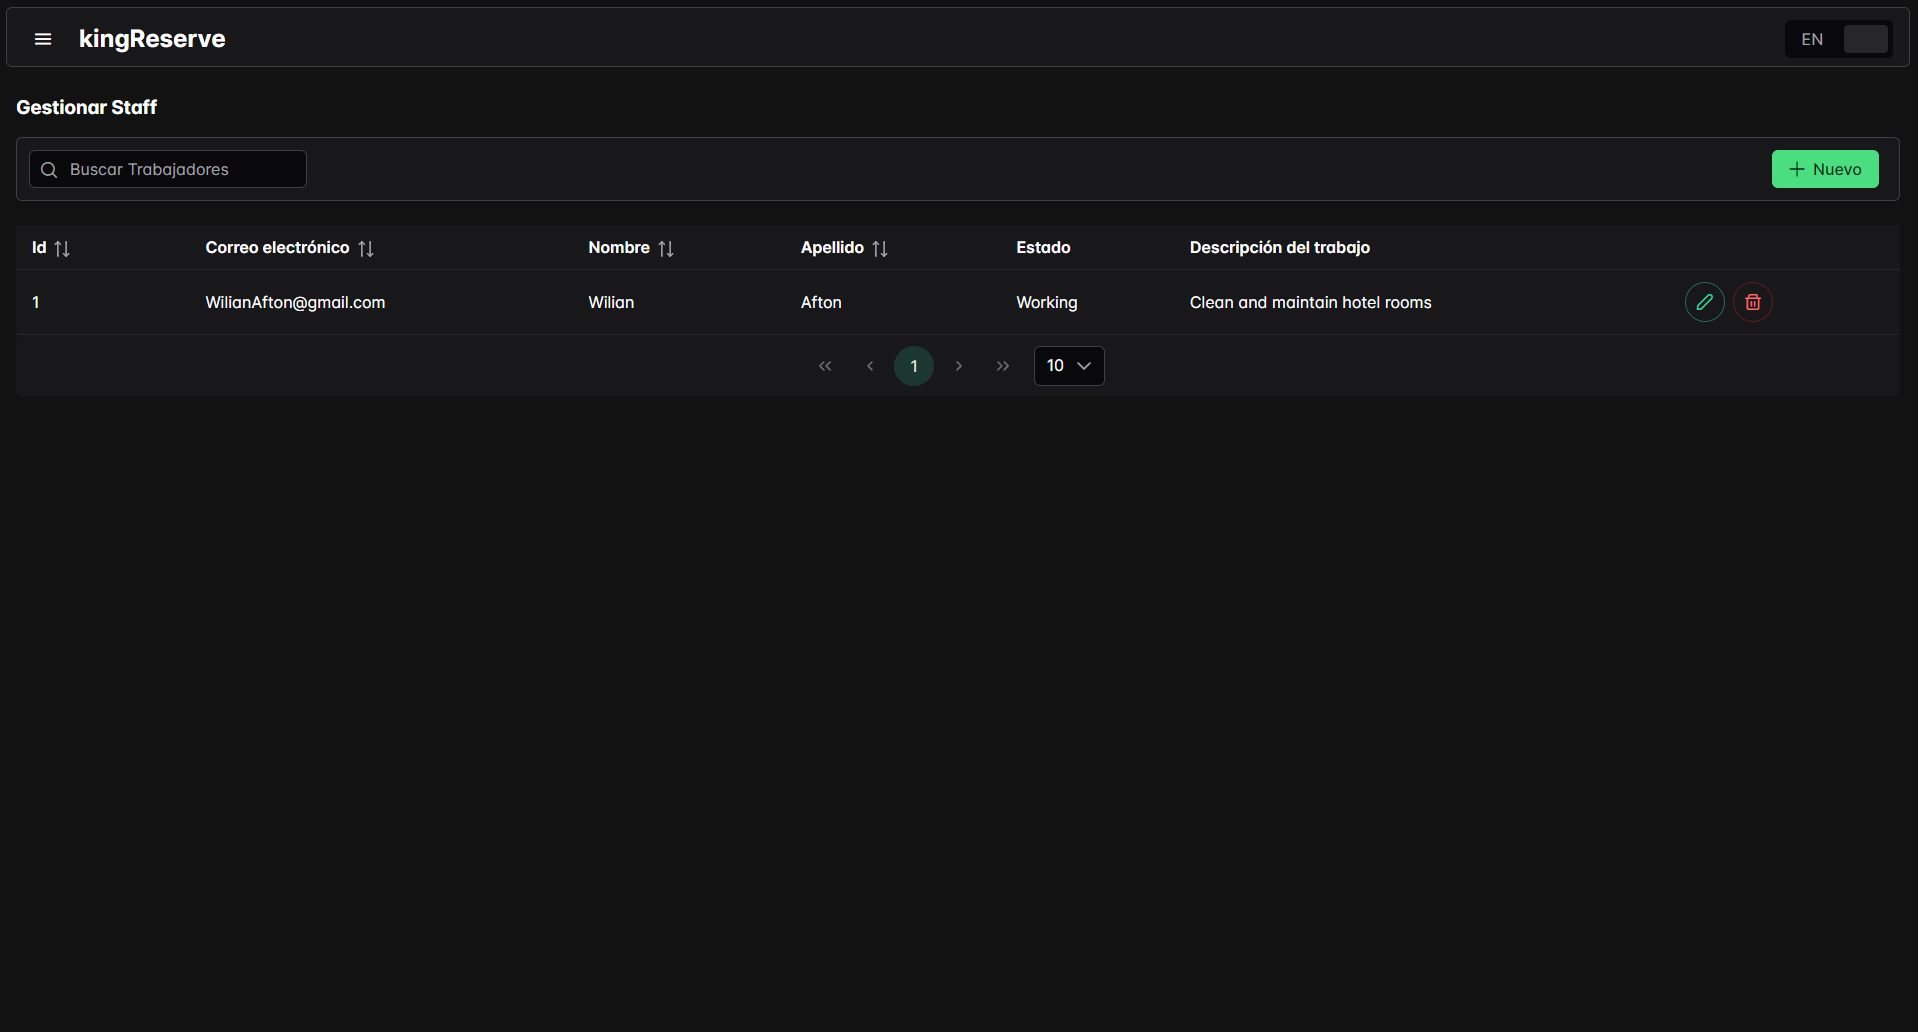 kingReserve
EN
Gestionar Staff
Buscar Trabajadores
Nuevo
Id Correo electrónico Nombre Apellido Estado Descripción del trabajo
1 WilianAfton@gmail.com Wilian Afton Working Clean and maintain hotel rooms
1 10